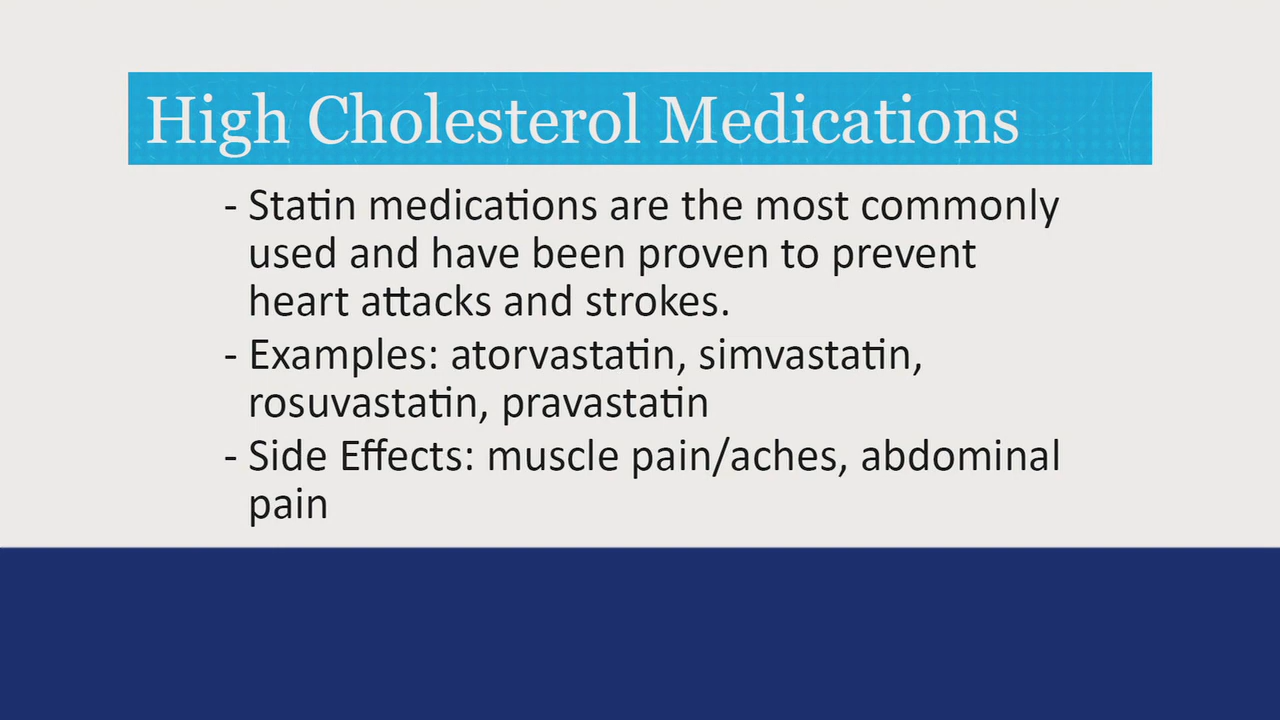 High Cholesterol Medications
- Statin medications are the most commonly
used and have been proven to prevent
heart attacks and strokes.
- Examples: atorvastatin, simvastatin,
rosuvastatin, pravastatin
- Side Effects: muscle pain/aches, abdominal
pain